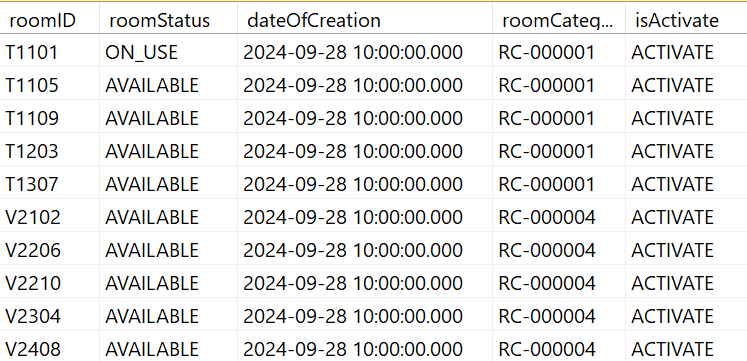 roomID roomStatus dateOfCreation roomCateq... isActivate
T1101 ON_USE 2024-09-28 10:00:00.000 RC-000001 ACTIVATE
T1105 AVAILABLE 2024-09-28 10:00:00.000 RC-000001 ACTIVATE
T1109 AVAILABLE 2024-09-28 10:00:00.000 RC-000001 ACTIVATE
T1203 AVAILABLE 2024-09-28 10:00:00.000 RC-000001 ACTIVATE
T1307 AVAILABLE 2024-09-28 10:00:00.000 RC-000001 ACTIVATE
V2102 AVAILABLE 2024-09-28 10:00:00.000 RC-000004 ACTIVATE
V2206 AVAILABLE 2024-09-28 10:00:00.000 RC-000004 ACTIVATE
V2210 AVAILABLE 2024-09-28 10:00:00.000 RC-000004 ACTIVATE
V2304 AVAILABLE 2024-09-28 10:00:00.000 RC-000004 ACTIVATE
V2408 AVAILABLE 2024-09-28 10:00:00.000 RC-000004 ACTIVATE